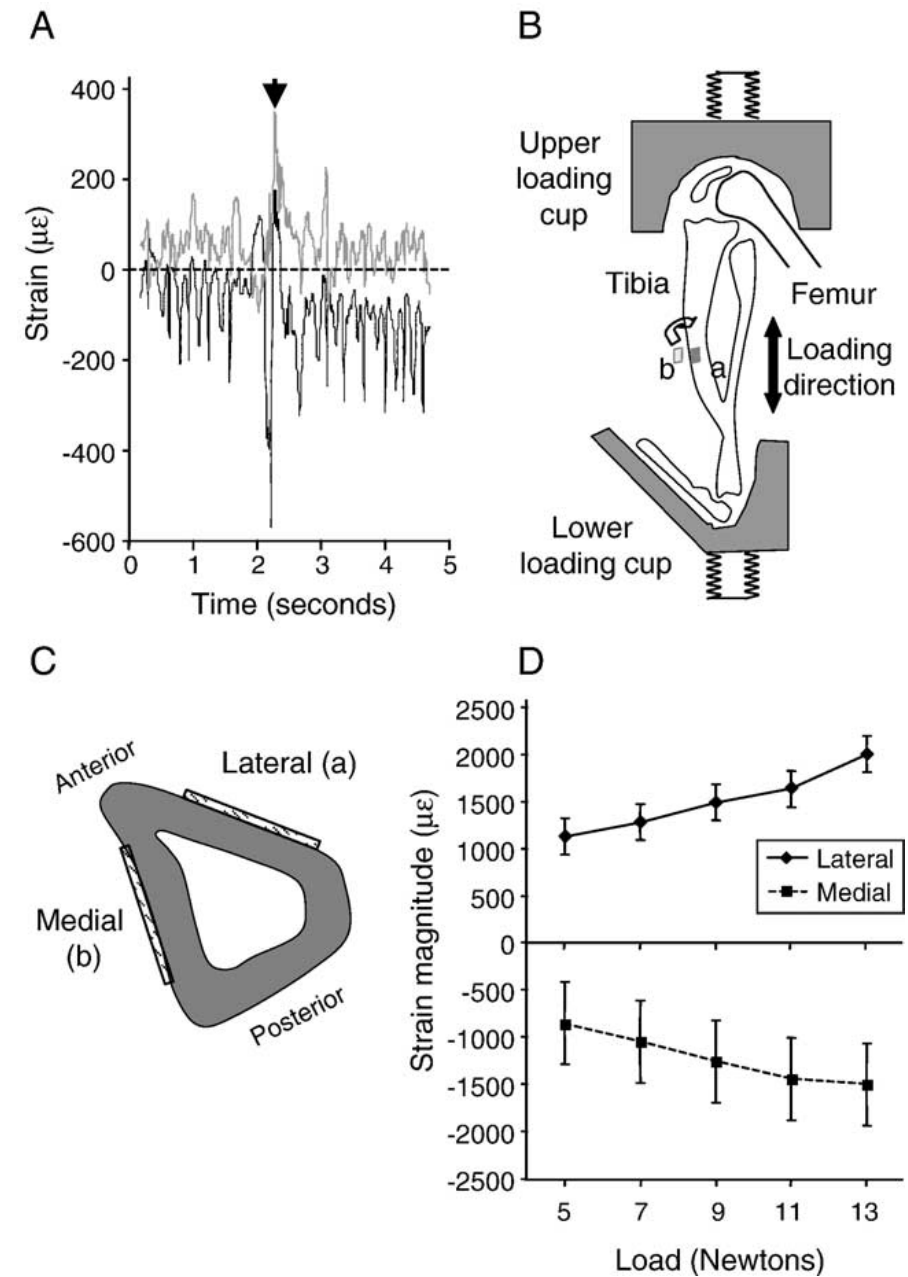 A
400
200
0
-200
-400
-600
Strain (με)
0 1 2 3 4 5
Time (seconds)
B
Upper
loading
cup
Tibia
Femur
b a
Loading
direction
Lower
loading cup
C
Anterior
Lateral (a)
Medial
(b)
Posterior
D
2500
2000
1500
1000
500
0
-500
-1000
-1500
-2000
-2500
Strain magnitude (με)
Lateral
Medial
5 7 9 11 13
Load (Newtons)